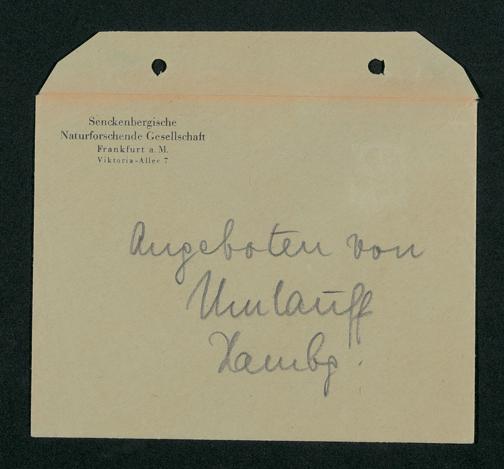 Senckenbergische
Naturforschende Gesellschaft
Frankfurt a. M.
Viktoria-Allee 7
Angeboten von
Umlauff
Hambg.